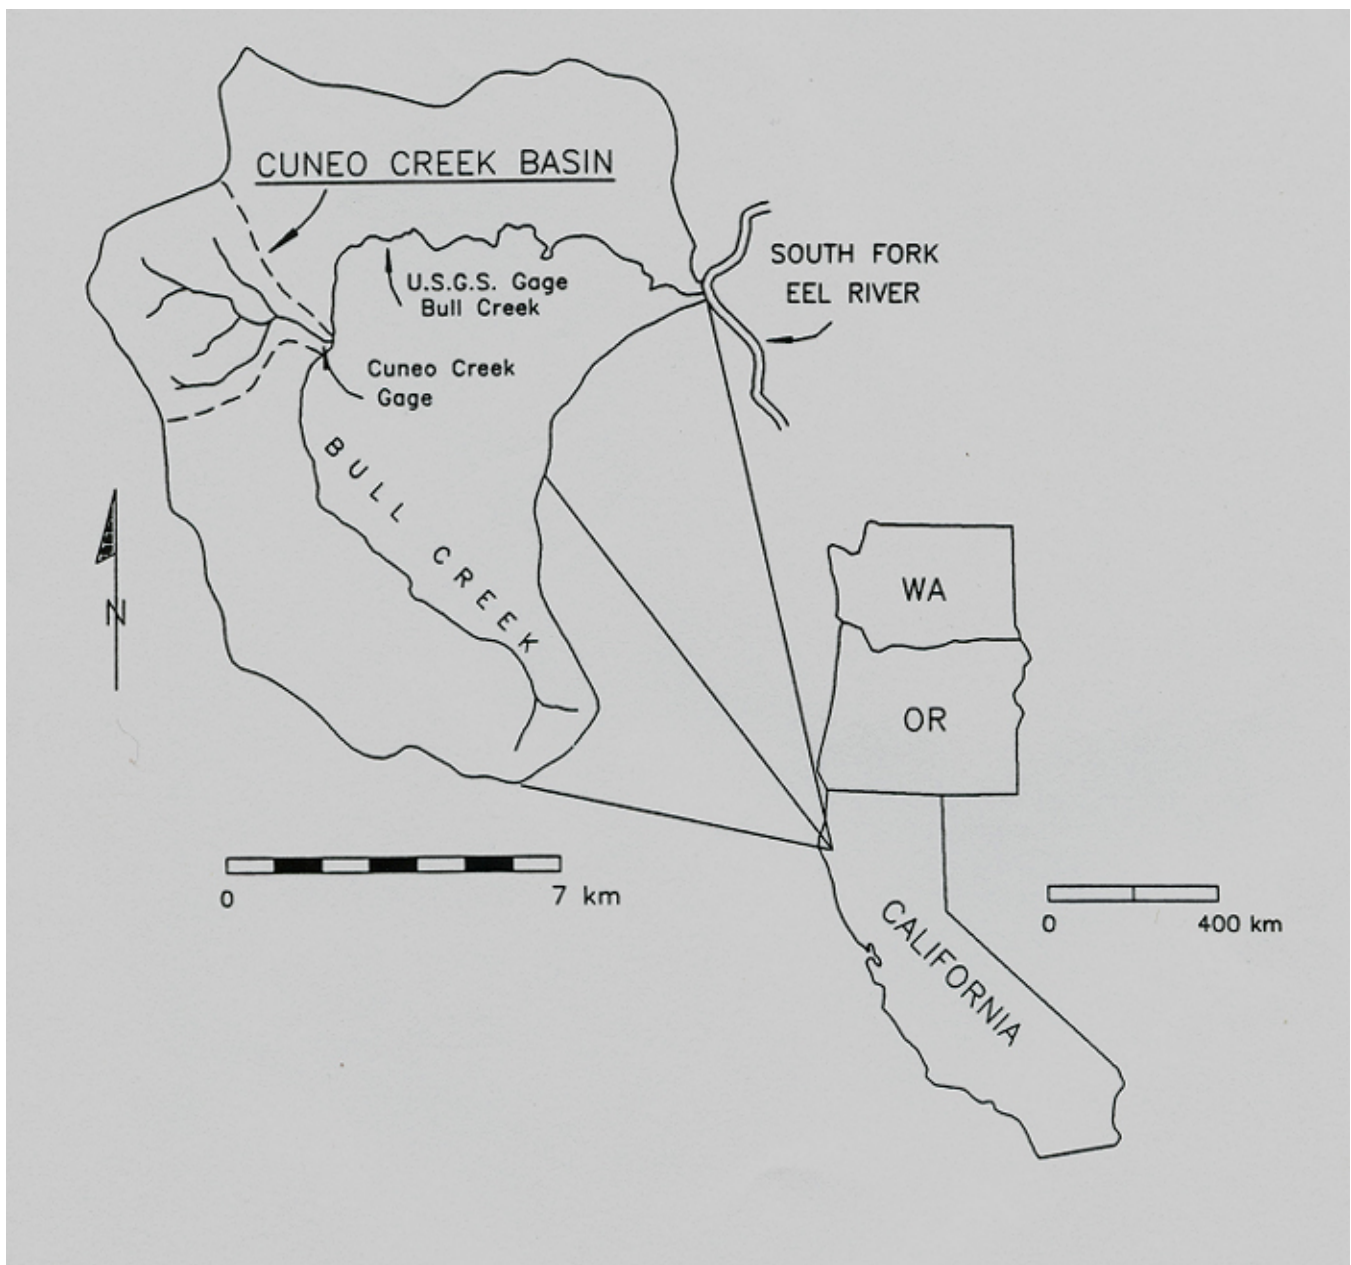 CUNEO CREEK BASIN
SOUTH FORK
EEL RIVER
U.S.G.S. Gage
Bull Creek
Cuneo Creek
Gage
BULL CREEK
N
WA
OR
CALIFORNIA
0 7 km
0 400 km